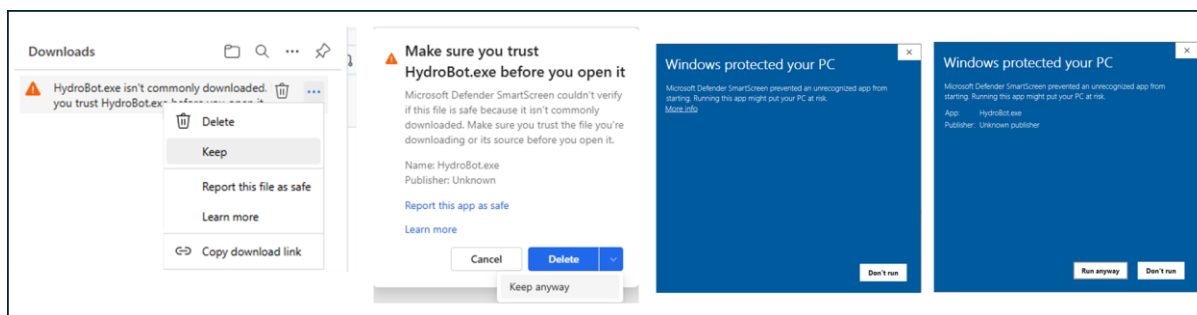 Downloads
HydroBot.exe isn't commonly downloaded.
you trust HydroBot.exe before you open it
Delete
Keep
Report this file as safe
Learn more
Copy download link
Make sure you trust
HydroBot.exe before you open it
Microsoft Defender SmartScreen couldn't verify
if this file is safe because it isn't commonly
downloaded. Make sure you trust the file you're
downloading or its source before you open it.
Name: HydroBot.exe
Publisher: Unknown
Report this app as safe
Learn more
Cancel
Delete
Keep anyway
Windows protected your PC
Microsoft Defender SmartScreen prevented an unrecognized app from
starting. Running this app might put your PC at risk.
More info
Don't run
Windows protected your PC
Microsoft Defender SmartScreen prevented an unrecognized app from
starting. Running this app might put your PC at risk.
App: HydroBot.exe
Publisher: Unknown publisher
Run anyway
Don't run